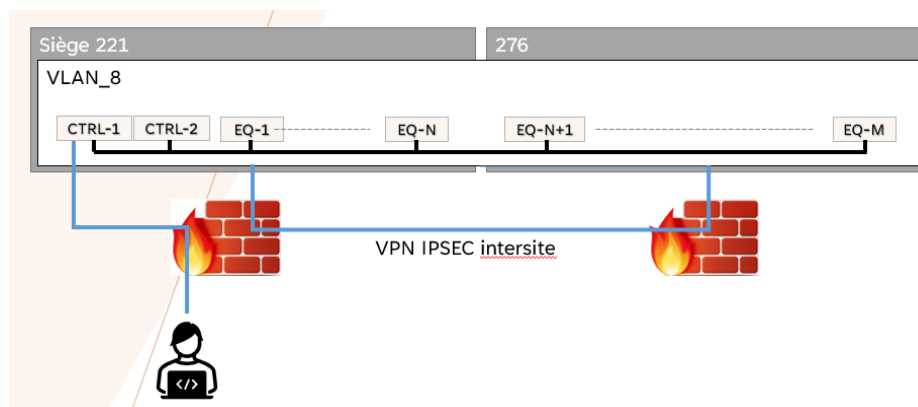 Siège 221
276
VLAN_8
CTRL-1 CTRL-2 EQ-1 EQ-N EQ-N+1 EQ-M
VPN IPSEC intersite
</>